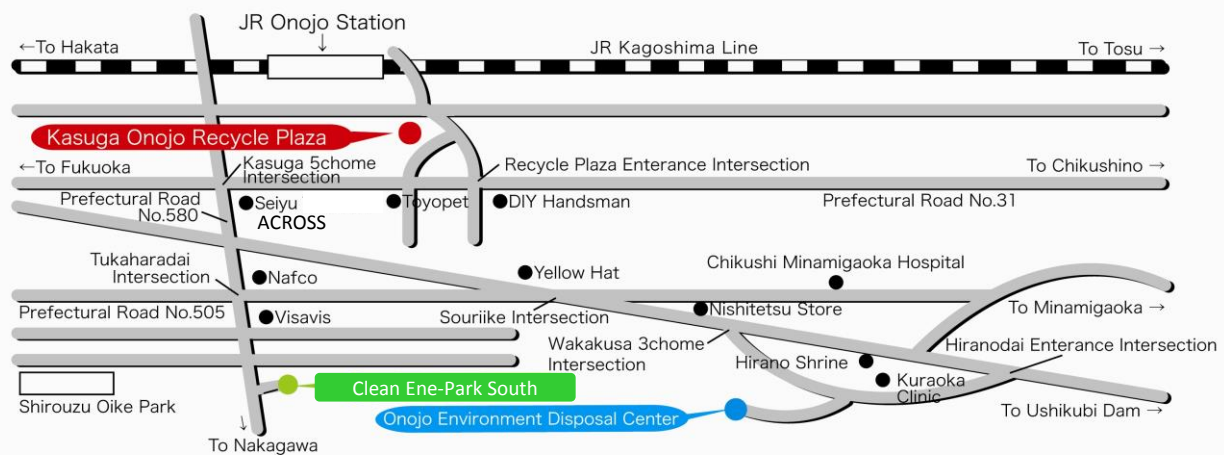 JR Onojo Station
←To Hakata
↓
JR Kagoshima Line
To Tosu →
Kasuga Onojo Recycle Plaza
←To Fukuoka
Kasuga 5chome
Intersection
Recycle Plaza Enterance Intersection
To Chikushino →
Prefectural Road
No.580
Seiyu
ACROSS
Toyopet
DIY Handsman
Prefectural Road No.31
Tukaharadai
Intersection
Nafco
Yellow Hat
Chikushi Minamigaoka Hospital
Prefectural Road No.505
Visavis
Souriike Intersection
Nishitetsu Store
To Minamigaoka →
Wakakusa 3chome
Intersection
Hirano Shrine
Hiranodai Enterance Intersection
Kuraoka
Clinic
Shirouzu Oike Park
Clean Ene-Park South
Onojo Environment Disposal Center
To Ushikubi Dam →
↓
To Nakagawa